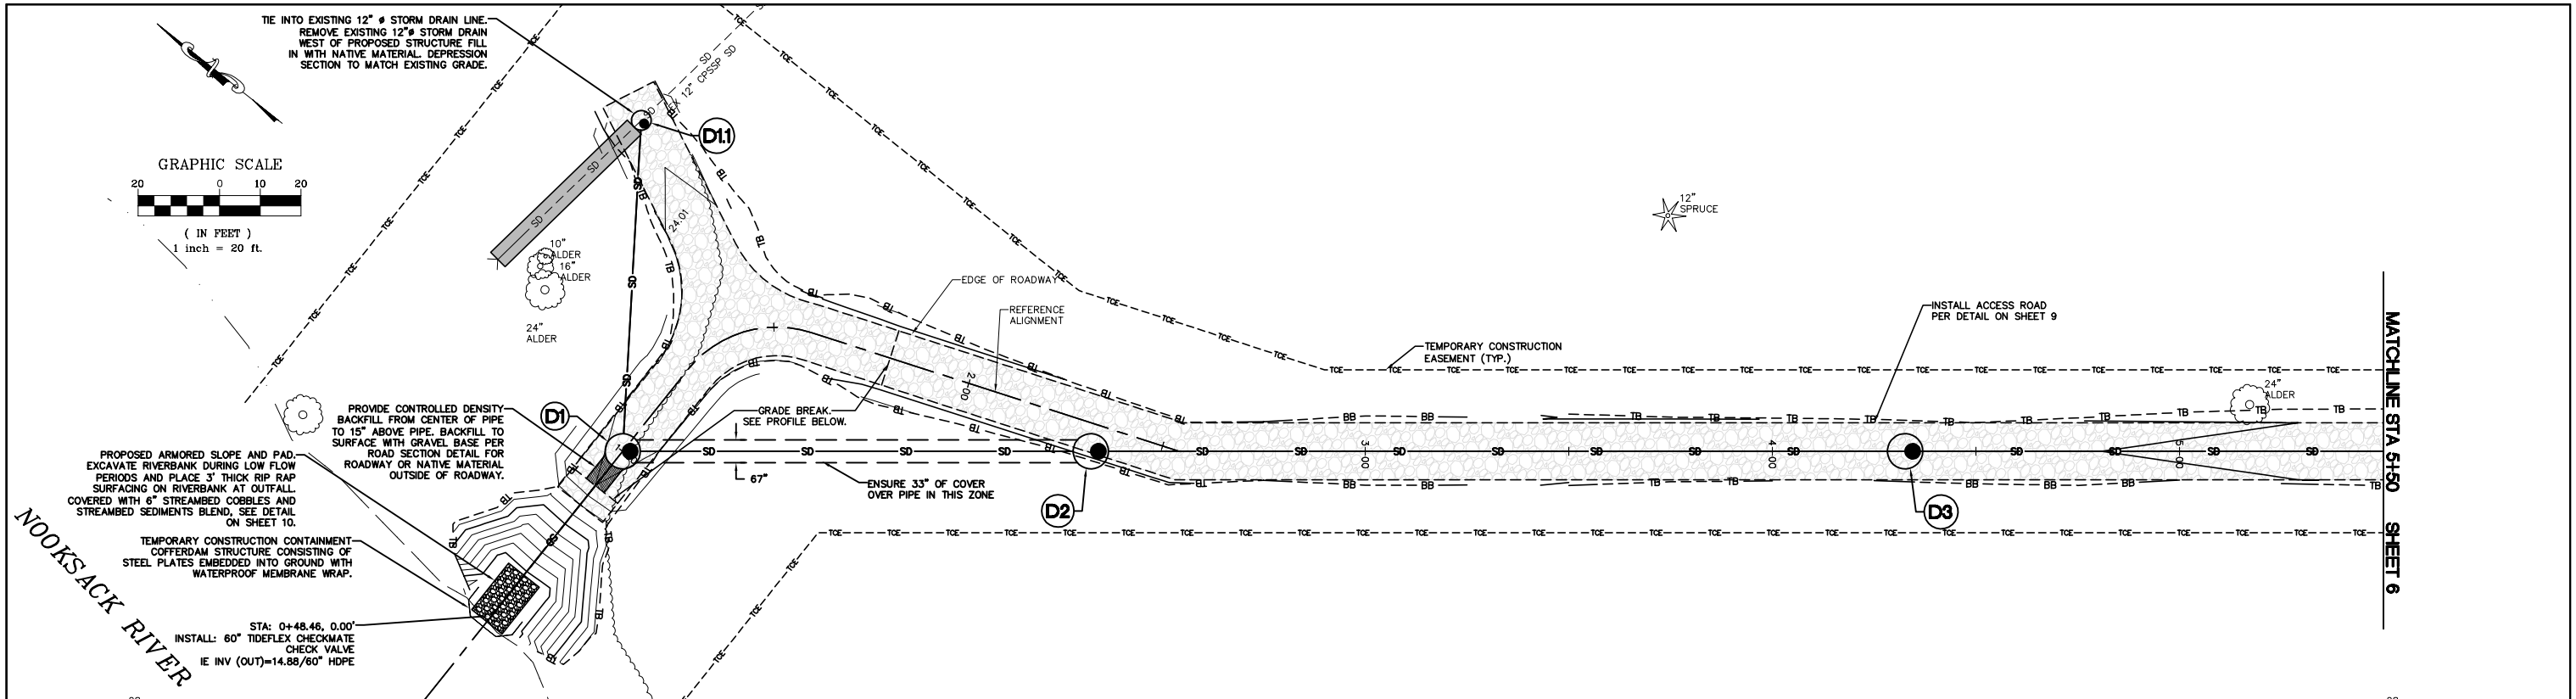 TIE INTO EXISTING 12" ø STORM DRAIN LINE.
REMOVE EXISTING 12"ø STORM DRAIN
WEST OF PROPOSED STRUCTURE FILL
IN WITH NATIVE MATERIAL. DEPRESSION
SECTION TO MATCH EXISTING GRADE.
EX 12" CPSSP SD
D1.1
GRAPHIC SCALE
20 0 10 20
( IN FEET )
1 inch = 20 ft.
24.01
10"
ALDER
16"
ALDER
24"
ALDER
12"
SPRUCE
EDGE OF ROADWAY
REFERENCE
ALIGNMENT
INSTALL ACCESS ROAD
PER DETAIL ON SHEET 9
TEMPORARY CONSTRUCTION
EASEMENT (TYP.)
24"
ALDER
2+00
3+00
4+00
5+00
MATCHLINE STA 5+50 SHEET 6
PROVIDE CONTROLLED DENSITY
BACKFILL FROM CENTER OF PIPE
TO 15" ABOVE PIPE. BACKFILL TO
SURFACE WITH GRAVEL BASE PER
ROAD SECTION DETAIL FOR
ROADWAY OR NATIVE MATERIAL
OUTSIDE OF ROADWAY.
D1
GRADE BREAK.
SEE PROFILE BELOW.
67"
ENSURE 33" OF COVER
OVER PIPE IN THIS ZONE
D2
D3
PROPOSED ARMORED SLOPE AND PAD.
EXCAVATE RIVERBANK DURING LOW FLOW
PERIODS AND PLACE 3' THICK RIP RAP
SURFACING ON RIVERBANK AT OUTFALL.
COVERED WITH 6" STREAMBED COBBLES AND
STREAMBED SEDIMENTS BLEND, SEE DETAIL
ON SHEET 10.
TEMPORARY CONSTRUCTION CONTAINMENT
COFFERDAM STRUCTURE CONSISTING OF
STEEL PLATES EMBEDDED INTO GROUND WITH
WATERPROOF MEMBRANE WRAP.
NOOKSACK RIVER
STA: 0+48.46, 0.00'
INSTALL: 60" TIDEFLEX CHECKMATE
CHECK VALVE
IE INV (OUT)=14.88/60" HDPE